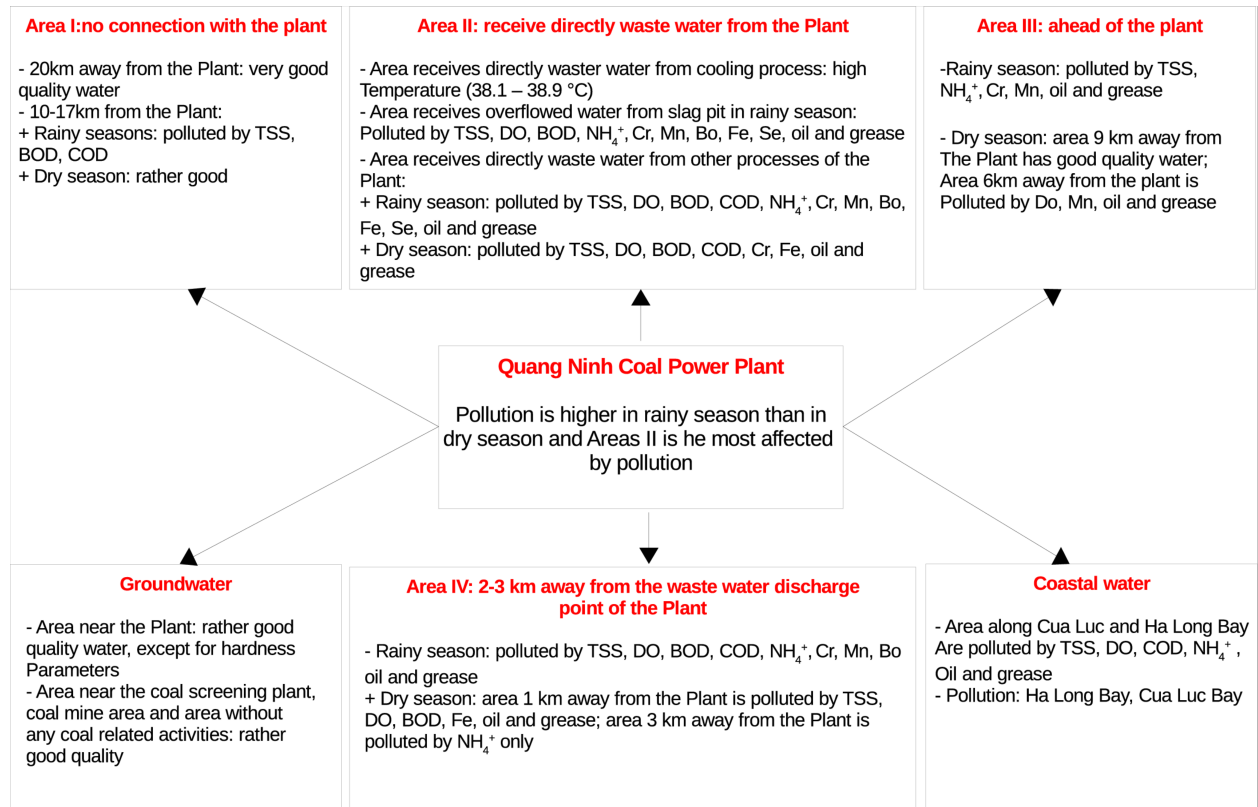 Area I:no connection with the plant
- 20km away from the Plant: very good
quality water
- 10-17km from the Plant:
+ Rainy seasons: polluted by TSS,
BOD, COD
+ Dry season: rather good
Area II: receive directly waste water from the Plant
- Area receives directly waster water from cooling process: high
Temperature (38.1 – 38.9 °C)
- Area receives overflowed water from slag pit in rainy season:
Polluted by TSS, DO, BOD, NH₄⁺, Cr, Mn, Bo, Fe, Se, oil and grease
- Area receives directly waste water from other processes of the
Plant:
+ Rainy season: polluted by TSS, DO, BOD, COD, NH₄⁺, Cr, Mn, Bo,
Fe, Se, oil and grease
+ Dry season: polluted by TSS, DO, BOD, COD, Cr, Fe, oil and
grease
Area III: ahead of the plant
-Rainy season: polluted by TSS,
NH₄⁺, Cr, Mn, oil and grease
- Dry season: area 9 km away from
The Plant has good quality water;
Area 6km away from the plant is
Polluted by Do, Mn, oil and grease
Quang Ninh Coal Power Plant
Pollution is higher in rainy season than in
dry season and Areas II is he most affected
by pollution
Groundwater
- Area near the Plant: rather good
quality water, except for hardness
Parameters
- Area near the coal screening plant,
coal mine area and area without
any coal related activities: rather
good quality
Area IV: 2-3 km away from the waste water discharge
point of the Plant
- Rainy season: polluted by TSS, DO, BOD, COD, NH₄⁺, Cr, Mn, Bo
oil and grease
+ Dry season: area 1 km away from the Plant is polluted by TSS,
DO, BOD, Fe, oil and grease; area 3 km away from the Plant is
polluted by NH₄⁺ only
Coastal water
- Area along Cua Luc and Ha Long Bay
Are polluted by TSS, DO, COD, NH₄⁺ ,
Oil and grease
- Pollution: Ha Long Bay, Cua Luc Bay